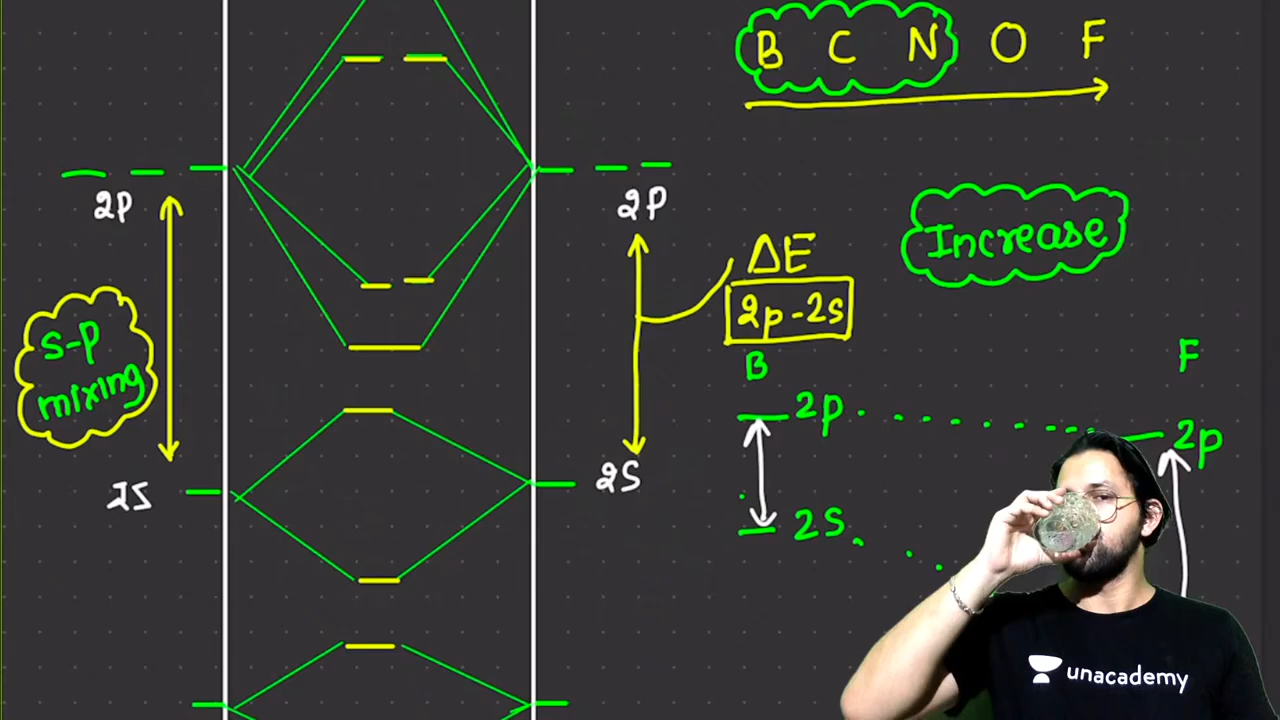 B C N O F
2P
2P
Increase
ΔE
2p-2s
S-P
mixing
B
F
2p
2p
2S
2S
2S
unacademy